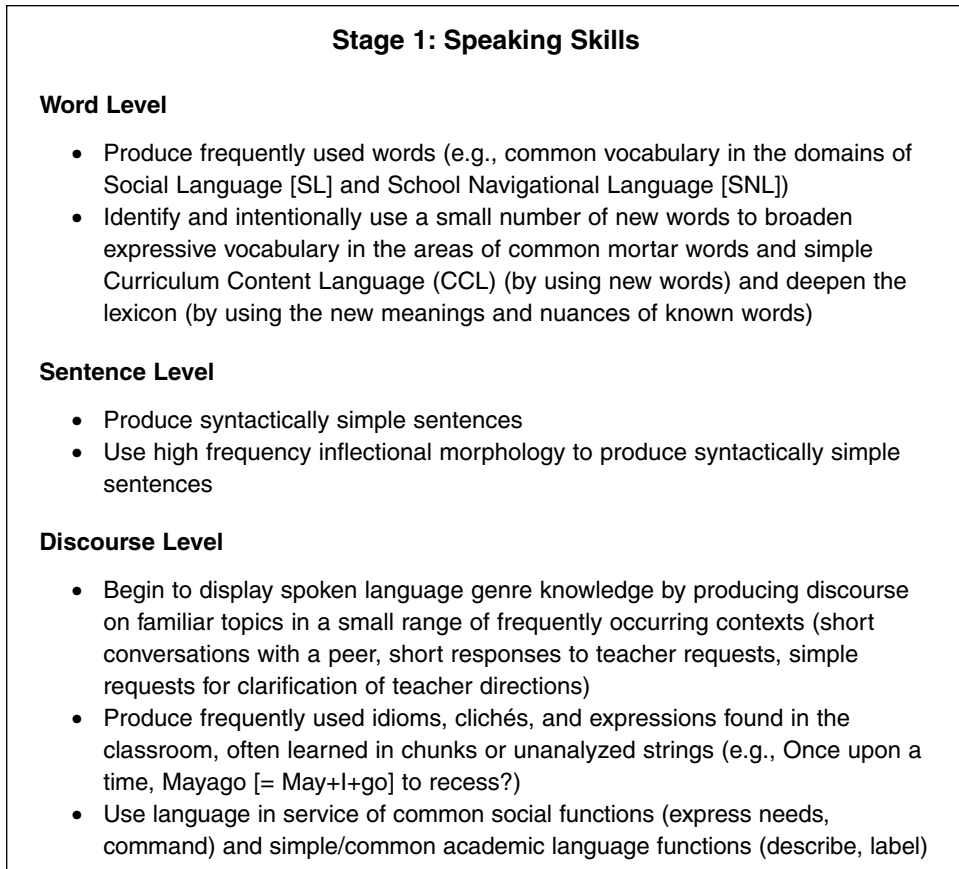 Stage 1: Speaking Skills
Word Level
• Produce frequently used words (e.g., common vocabulary in the domains of
Social Language [SL] and School Navigational Language [SNL])
• Identify and intentionally use a small number of new words to broaden
expressive vocabulary in the areas of common mortar words and simple
Curriculum Content Language (CCL) (by using new words) and deepen the
lexicon (by using the new meanings and nuances of known words)
Sentence Level
• Produce syntactically simple sentences
• Use high frequency inflectional morphology to produce syntactically simple
sentences
Discourse Level
• Begin to display spoken language genre knowledge by producing discourse
on familiar topics in a small range of frequently occurring contexts (short
conversations with a peer, short responses to teacher requests, simple
requests for clarification of teacher directions)
• Produce frequently used idioms, clichés, and expressions found in the
classroom, often learned in chunks or unanalyzed strings (e.g., Once upon a
time, Mayago [= May+I+go] to recess?)
• Use language in service of common social functions (express needs,
command) and simple/common academic language functions (describe, label)